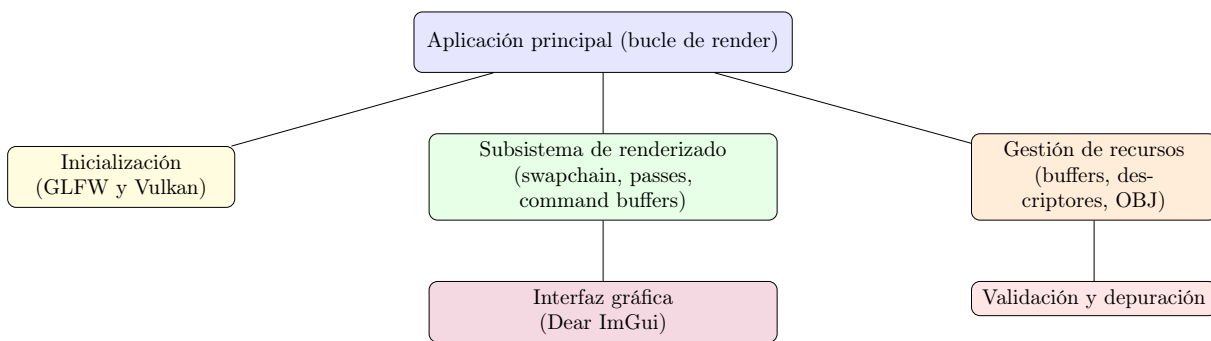 Aplicación principal (bucle de render)
Inicialización
(GLFW y Vulkan)
Subsistema de renderizado
(swapchain, passes,
command buffers)
Gestión de recursos
(buffers, des-
criptores, OBJ)
Interfaz gráfica
(Dear ImGui)
Validación y depuración